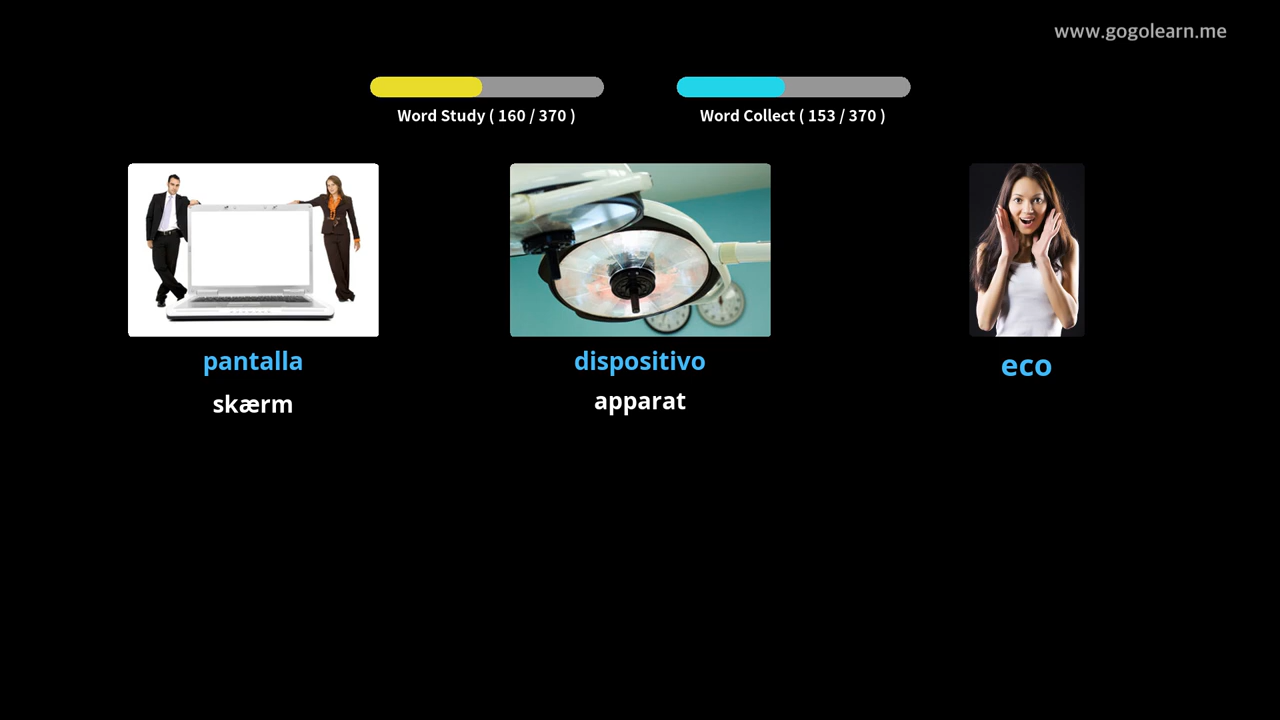 www.gogolearn.me
Word Study ( 160 / 370 )
Word Collect ( 153 / 370 )
pantalla
skærm
dispositivo
apparat
eco